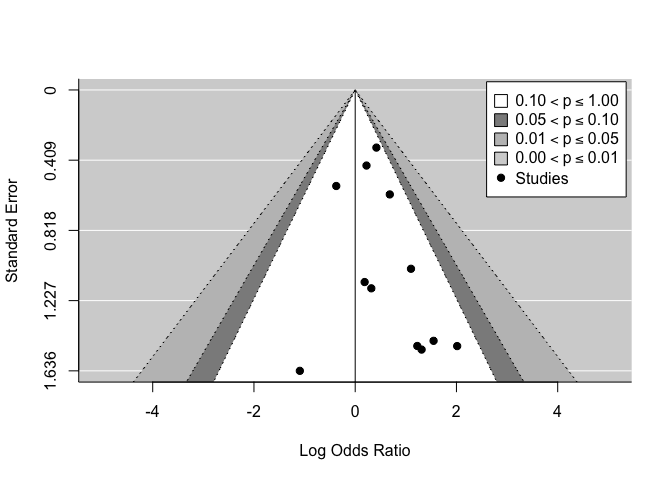 0.10 < p ≤ 1.00
0.05 < p ≤ 0.10
0.01 < p ≤ 0.05
0.00 < p ≤ 0.01
Studies
Standard Error
0
0.409
0.818
1.227
1.636
-4 -2 0 2 4
Log Odds Ratio